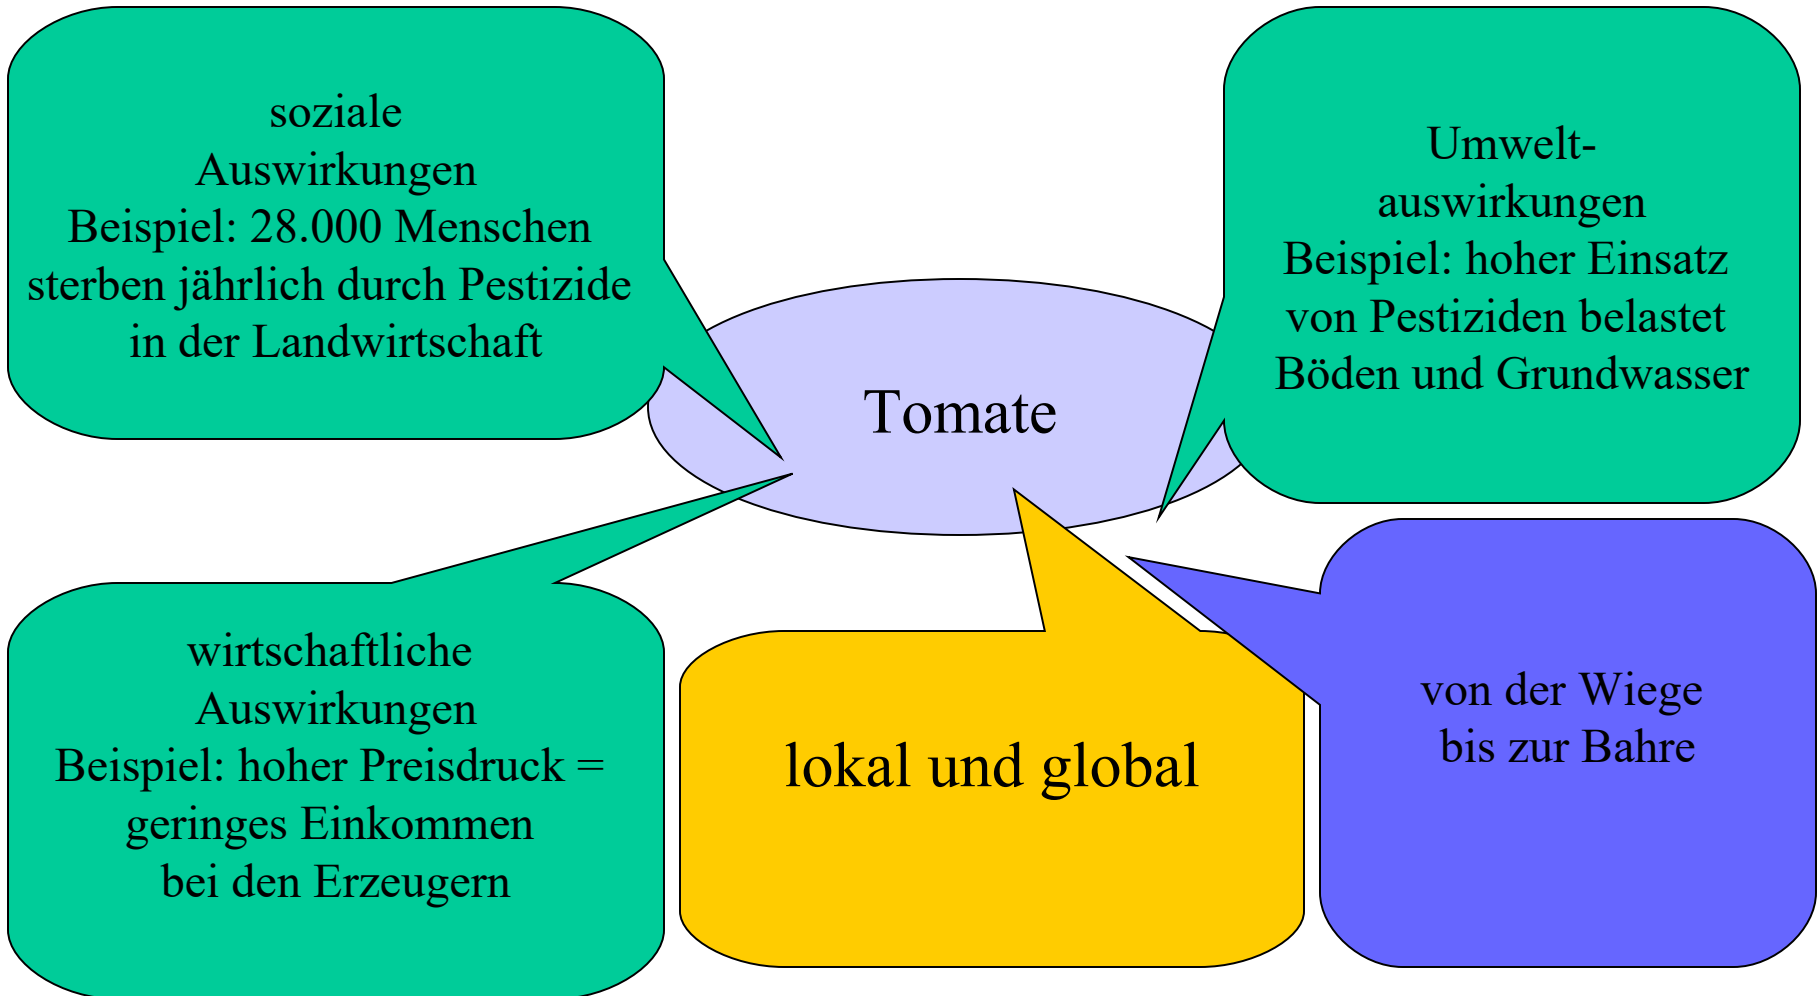 soziale
Auswirkungen
Beispiel: 28.000 Menschen
sterben jährlich durch Pestizide
in der Landwirtschaft
Umwelt-
auswirkungen
Beispiel: hoher Einsatz
von Pestiziden belastet
Böden und Grundwasser
Tomate
wirtschaftliche
Auswirkungen
Beispiel: hoher Preisdruck =
geringes Einkommen
bei den Erzeugern
lokal und global
von der Wiege
bis zur Bahre